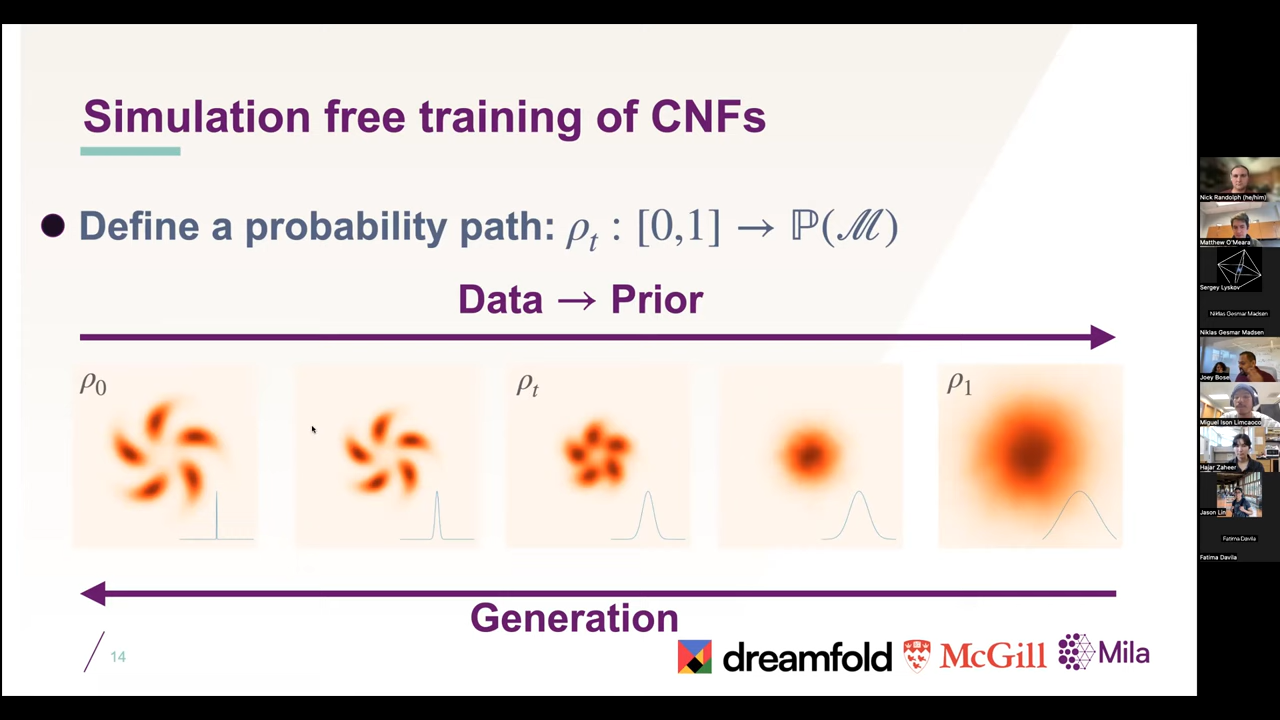 Simulation free training of CNFs
Define a probability path: ρₜ : [0,1] → ℙ(ℳ)
Data → Prior
ρ₀
ρₜ
ρ₁
Generation
14
dreamfold
McGill
Mila
Nick Randolph (he/him)
Matthew O'Meara
Sergey Lyskov
Niklas Gesmar Madsen
Niklas Gesmar Madsen
Joey Bose
Miguel Ison Limcaoco
Hajar Zaheer
Jason Lin
Fatima Davila
Fatima Davila